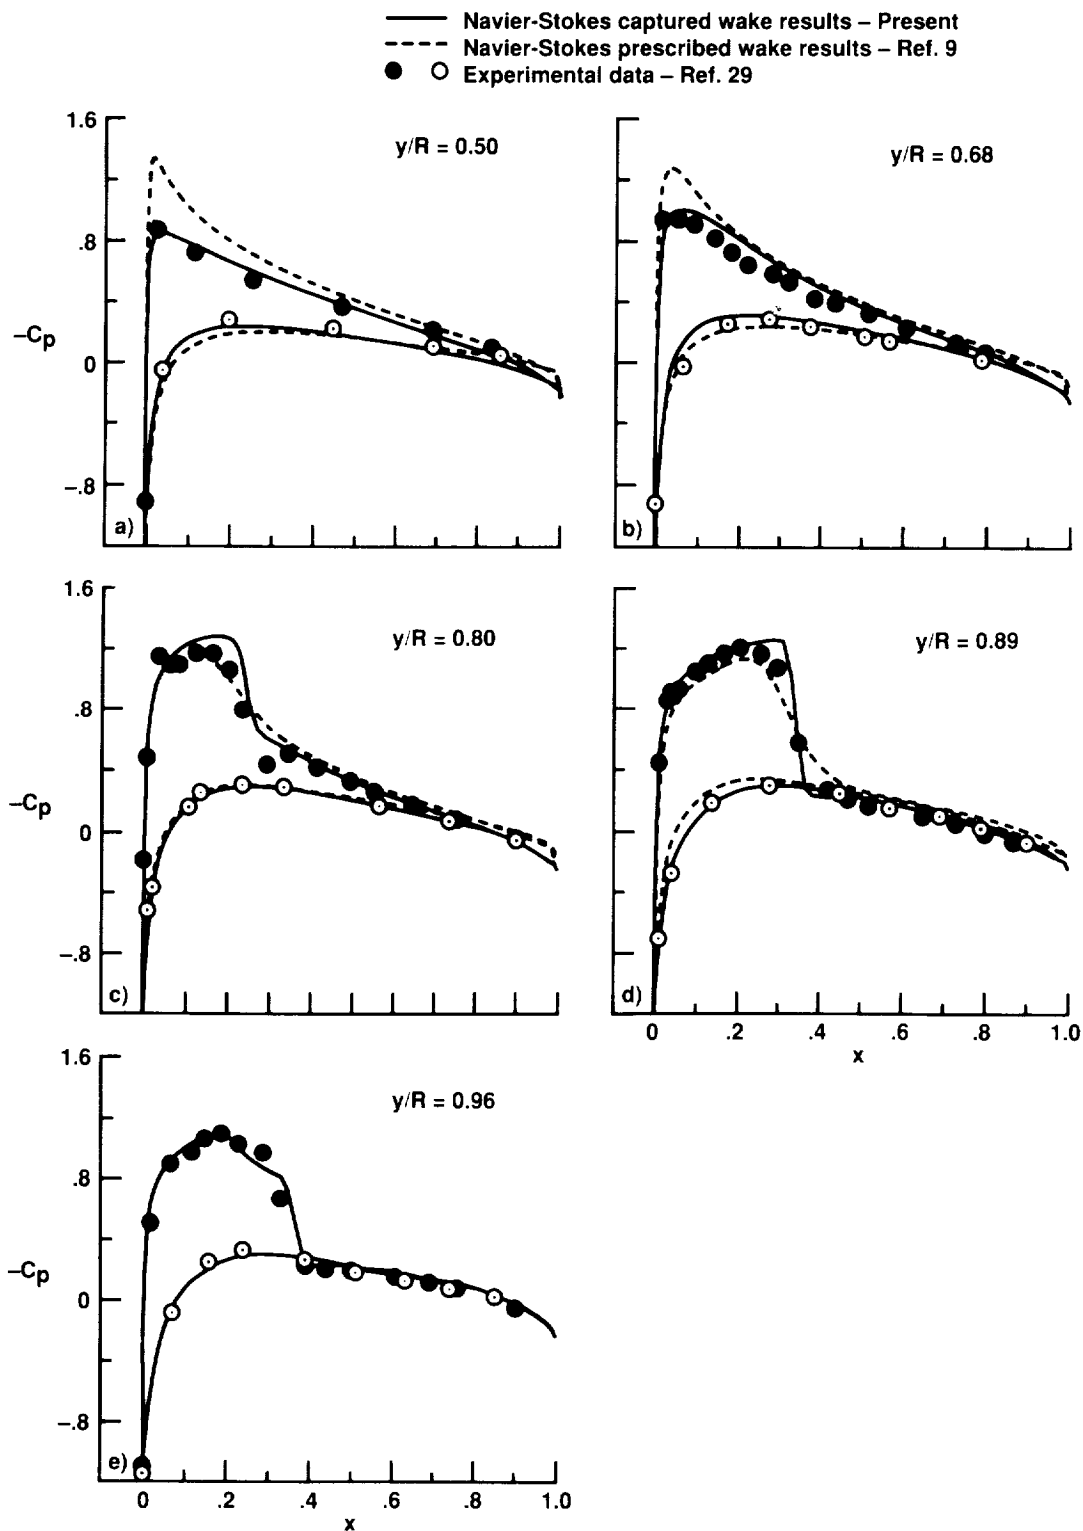 Navier-Stokes captured wake results – Present
Navier-Stokes prescribed wake results – Ref. 9
Experimental data – Ref. 29
1.6
.8
–Cp
0
–.8
y/R = 0.50
a)
y/R = 0.68
b)
1.6
.8
–Cp
0
–.8
y/R = 0.80
c)
y/R = 0.89
d)
0 .2 .4 .6 .8 1.0
x
1.6
.8
–Cp
0
–.8
y/R = 0.96
e)
0 .2 .4 .6 .8 1.0
x